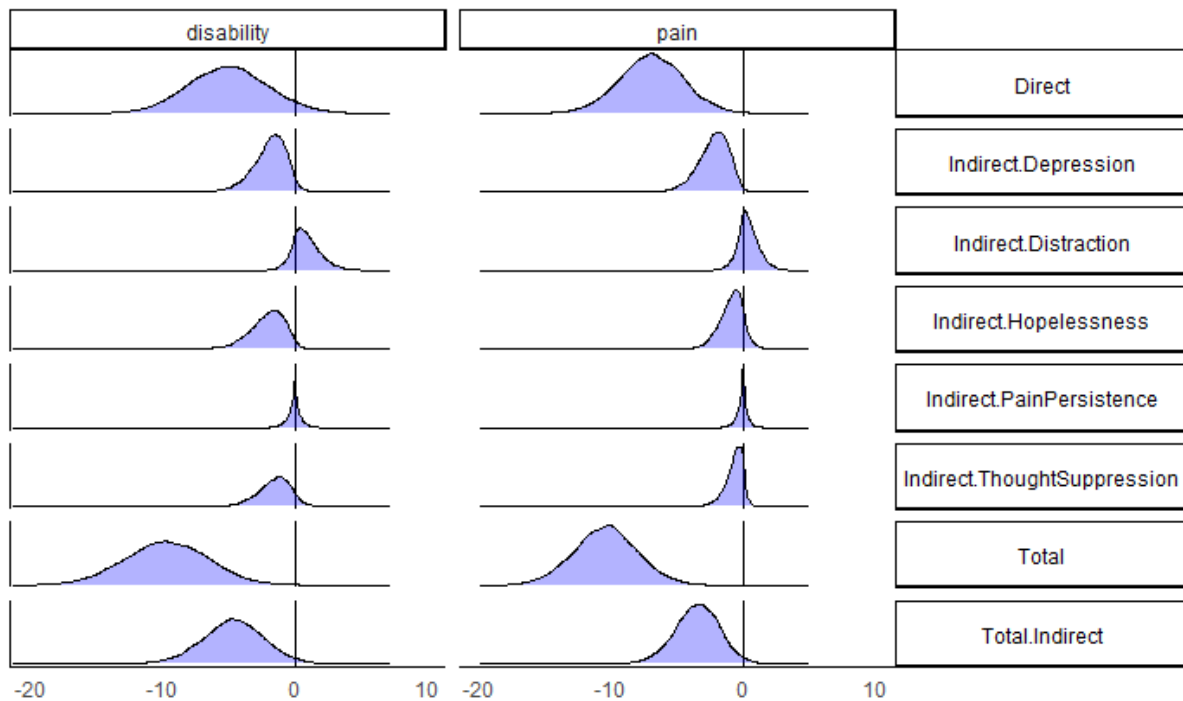 disability
pain
Direct
Indirect.Depression
Indirect.Distraction
Indirect.Hopelessness
Indirect.PainPersistence
Indirect.ThoughtSuppression
Total
Total.Indirect
-20 -10 0 10 -20 -10 0 10